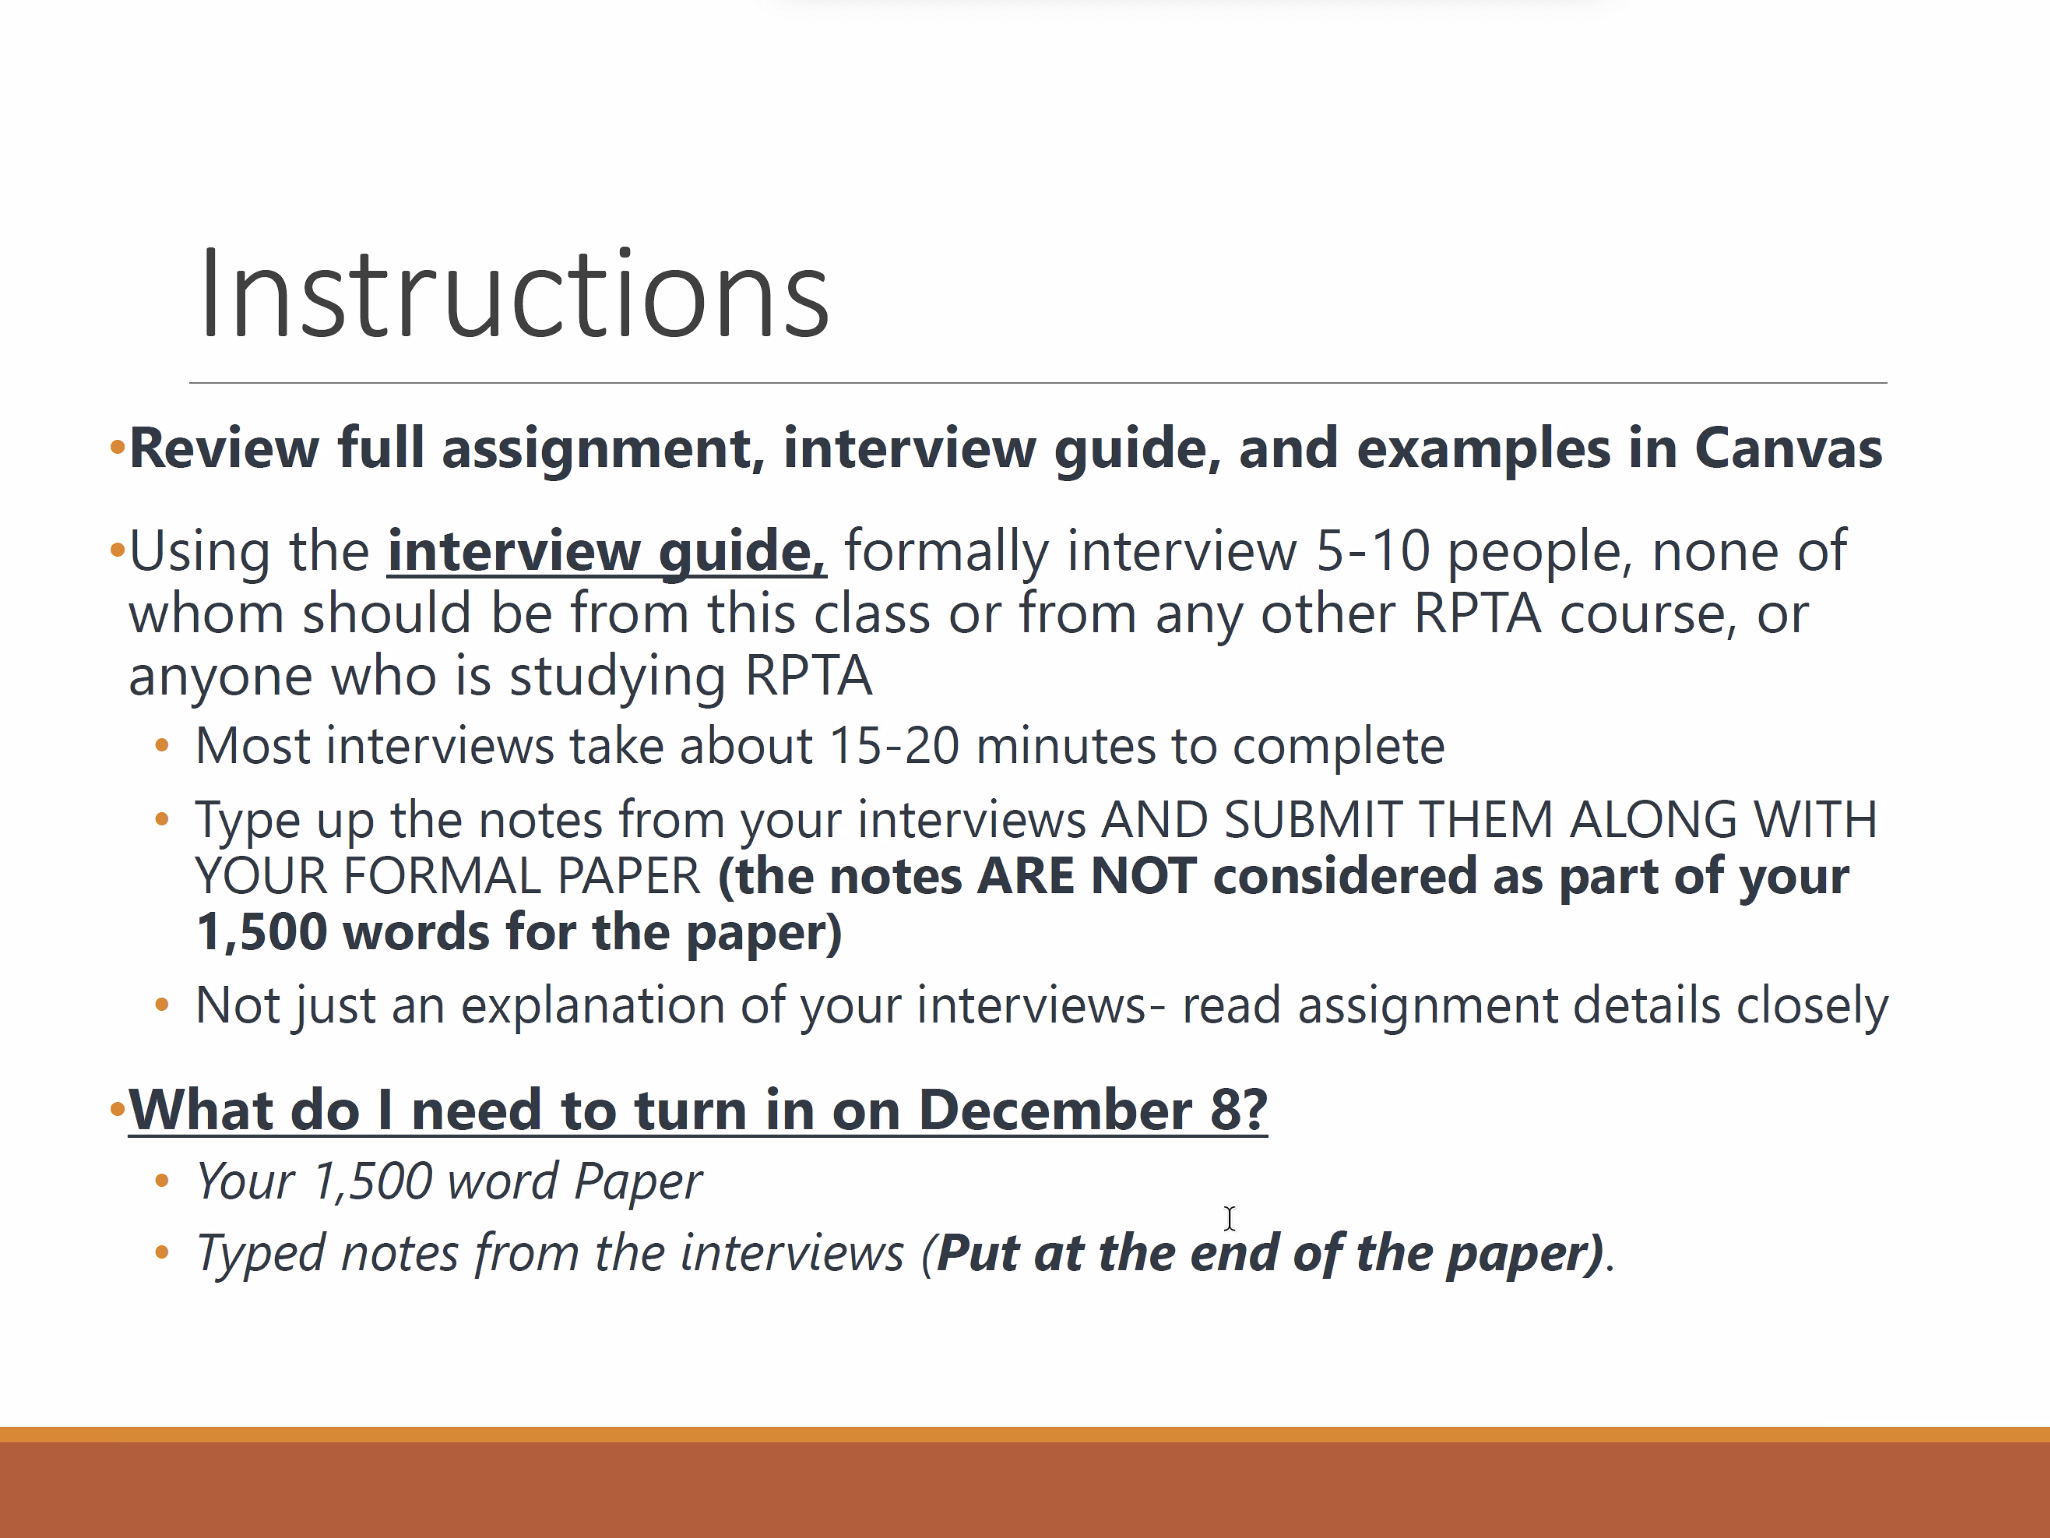 Instructions
•Review full assignment, interview guide, and examples in Canvas
•Using the interview guide, formally interview 5-10 people, none of
whom should be from this class or from any other RPTA course, or
anyone who is studying RPTA
• Most interviews take about 15-20 minutes to complete
• Type up the notes from your interviews AND SUBMIT THEM ALONG WITH
YOUR FORMAL PAPER (the notes ARE NOT considered as part of your
1,500 words for the paper)
• Not just an explanation of your interviews- read assignment details closely
•What do I need to turn in on December 8?
• Your 1,500 word Paper
• Typed notes from the interviews (Put at the end of the paper).